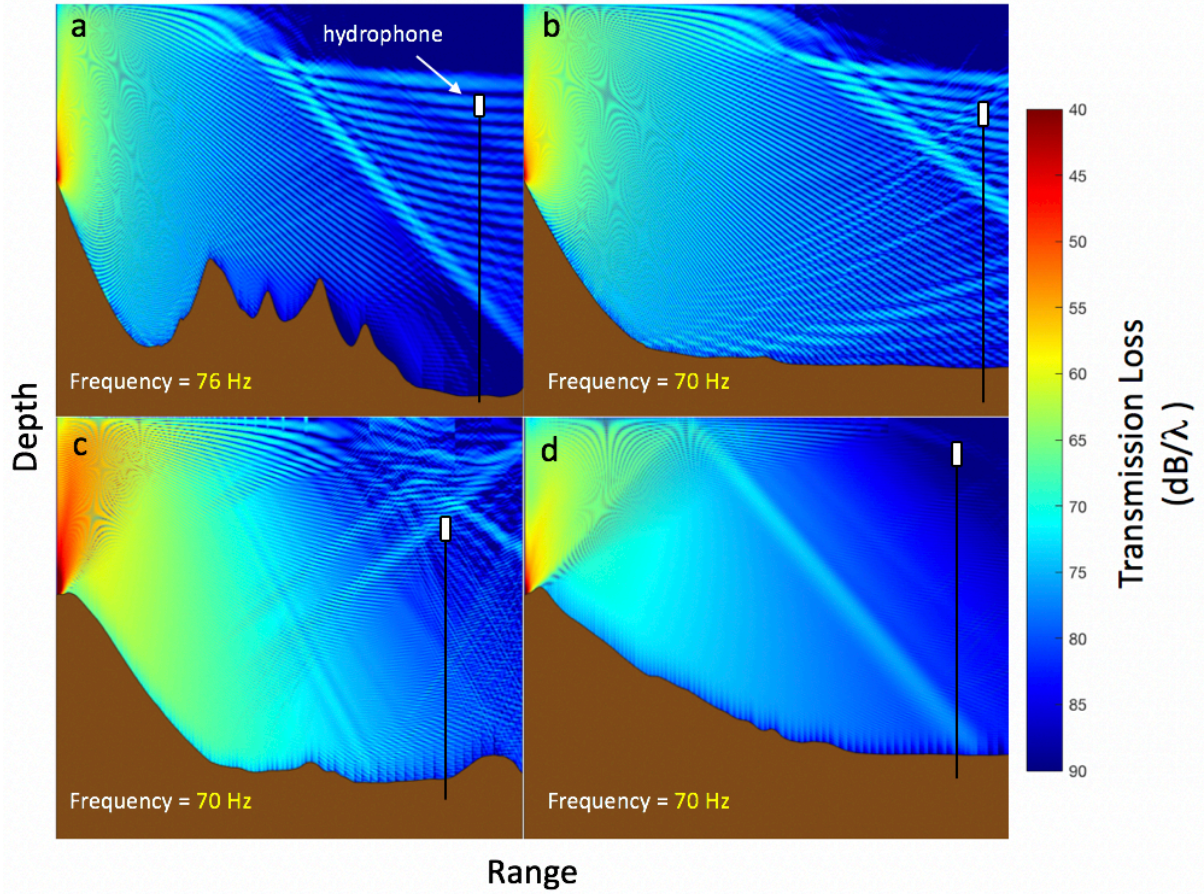 a
hydrophone
b
Frequency = 76 Hz
Frequency = 70 Hz
c
d
Frequency = 70 Hz
Frequency = 70 Hz
Depth
Range
40
45
50
55
60
65
70
75
80
85
90
Transmission Loss
(dB/λ)